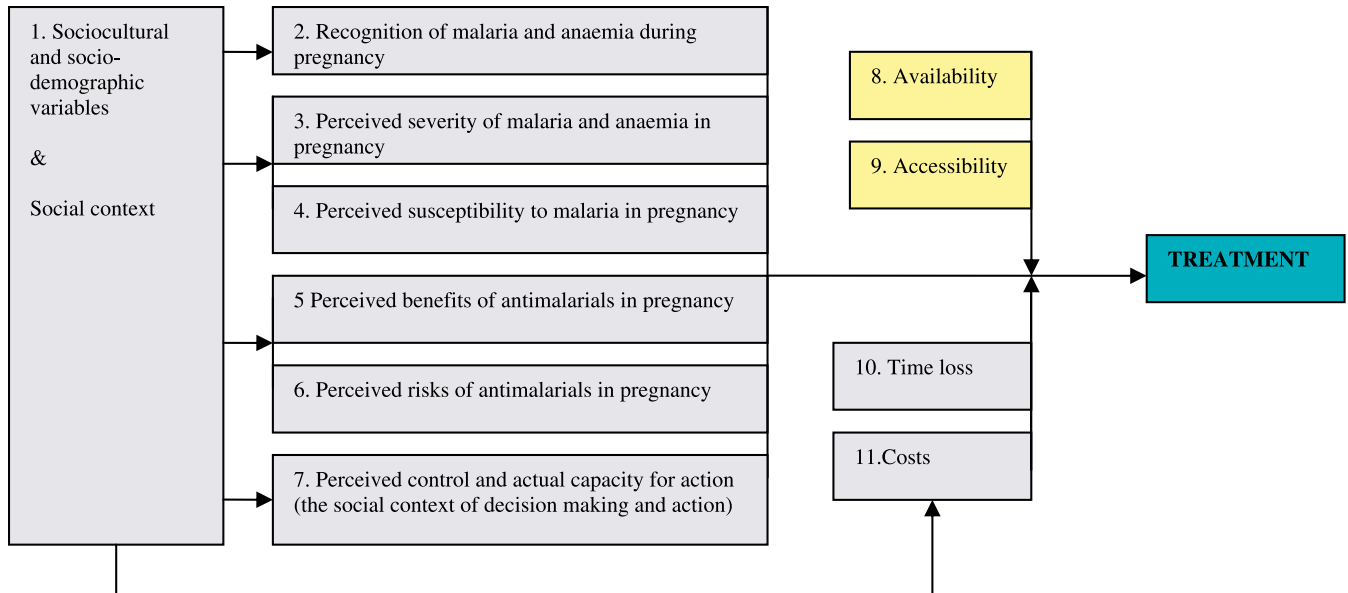 1. Sociocultural
and socio-
demographic
variables
&
Social context
2. Recognition of malaria and anaemia during
pregnancy
3. Perceived severity of malaria and anaemia in
pregnancy
4. Perceived susceptibility to malaria in pregnancy
5 Perceived benefits of antimalarials in pregnancy
6. Perceived risks of antimalarials in pregnancy
7. Perceived control and actual capacity for action
(the social context of decision making and action)
8. Availability
9. Accessibility
10. Time loss
11.Costs
TREATMENT